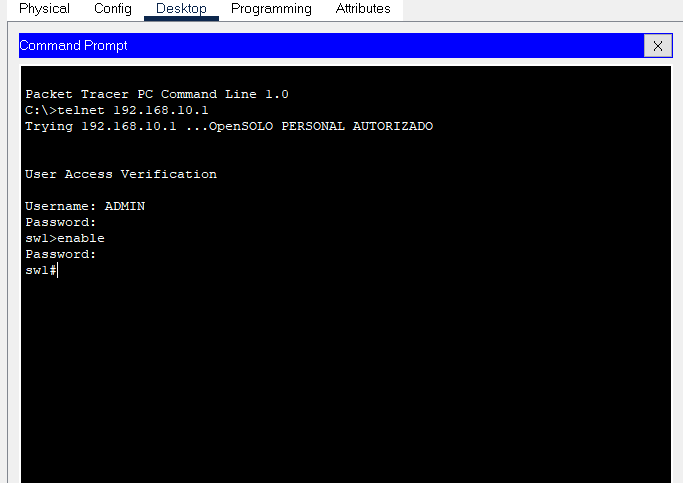 Physical Config Desktop Programming Attributes
Command Prompt X
Packet Tracer PC Command Line 1.0
C:\>telnet 192.168.10.1
Trying 192.168.10.1 ...OpenSOLO PERSONAL AUTORIZADO
User Access Verification
Username: ADMIN
Password:
sw1>enable
Password:
sw1#